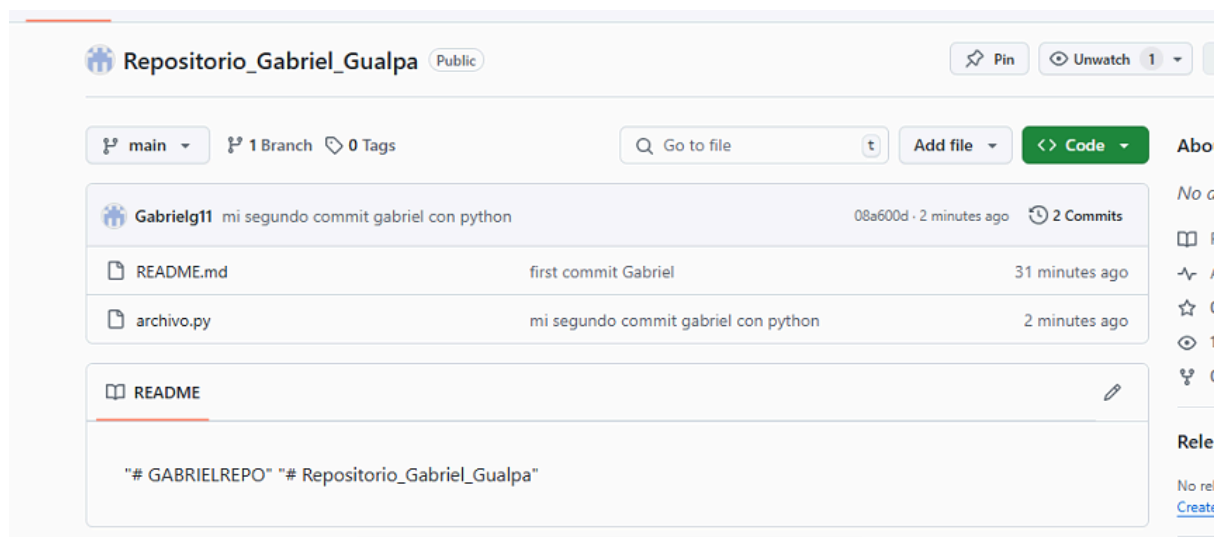 Repositorio_Gabriel_Gualpa Public Pin Unwatch 1
main 1 Branch 0 Tags Go to file t Add file <> Code
Gabrielg11 mi segundo commit gabriel con python 08a600d · 2 minutes ago 2 Commits
README.md first commit Gabriel 31 minutes ago
archivo.py mi segundo commit gabriel con python 2 minutes ago
README
"# GABRIELREPO" "# Repositorio_Gabriel_Gualpa"
No